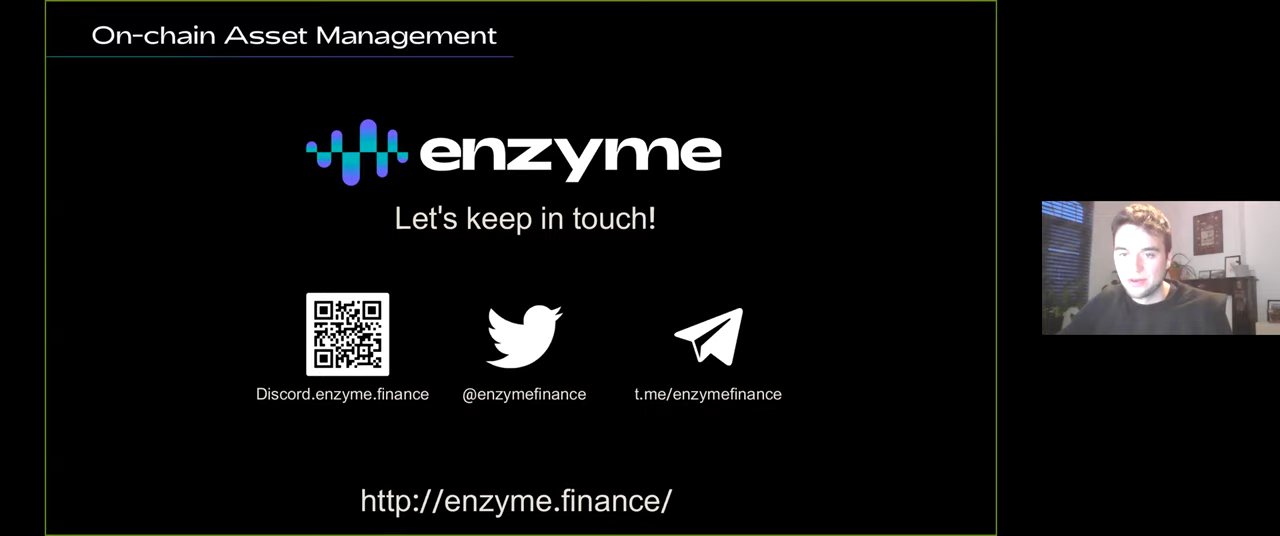 On-chain Asset Management
enzyme
Let's keep in touch!
Discord.enzyme.finance
@enzymefinance
t.me/enzymefinance
http://enzyme.finance/